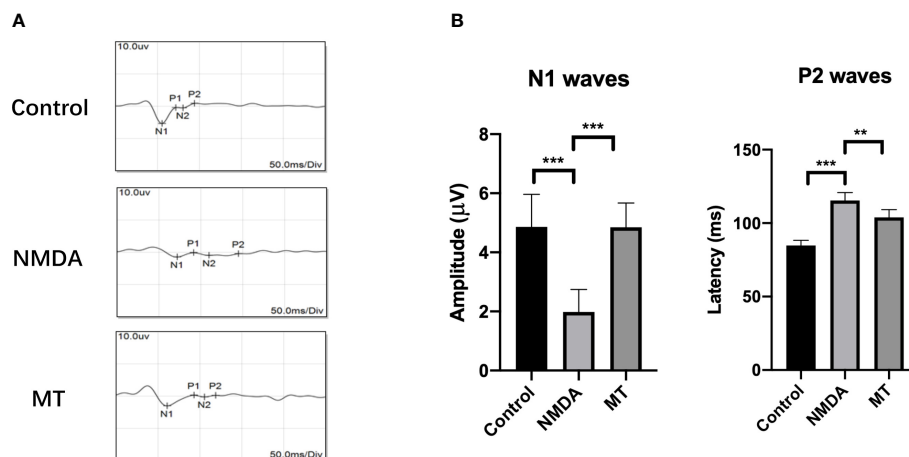 A
Control
10.0uv
P1
P2
N2
N1
50.0ms/Div
NMDA
10.0uv
P1
P2
N1
N2
50.0ms/Div
MT
10.0uv
P1
P2
N2
N1
50.0ms/Div
B
N1 waves
Amplitude (μV)
8
6
4
2
0
***
***
Control
NMDA
MT
P2 waves
Latency (ms)
150
100
50
0
***
**
Control
NMDA
MT